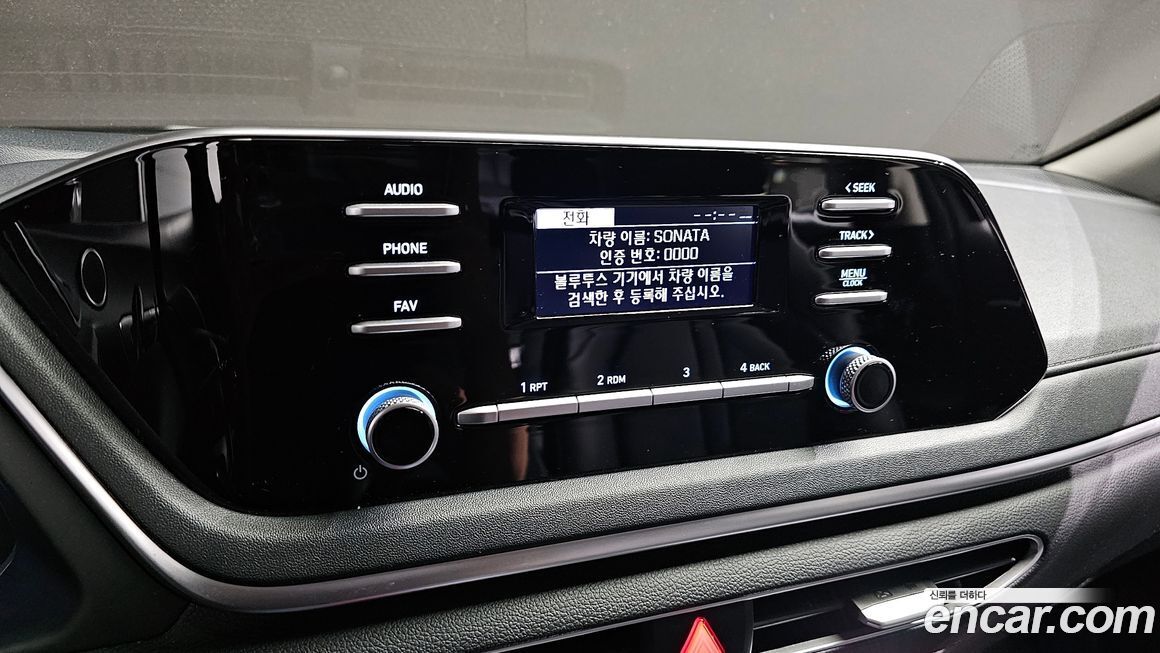 AUDIO
PHONE
FAV
전화
--:--
차량 이름: SONATA
인증 번호: 0000
블루투스 기기에서 차량 이름을
검색한 후 등록해 주십시오.
< SEEK
TRACK >
MENU
CLOCK
1 RPT
2 RDM
3
4 BACK
신뢰를 더하다
encar.com